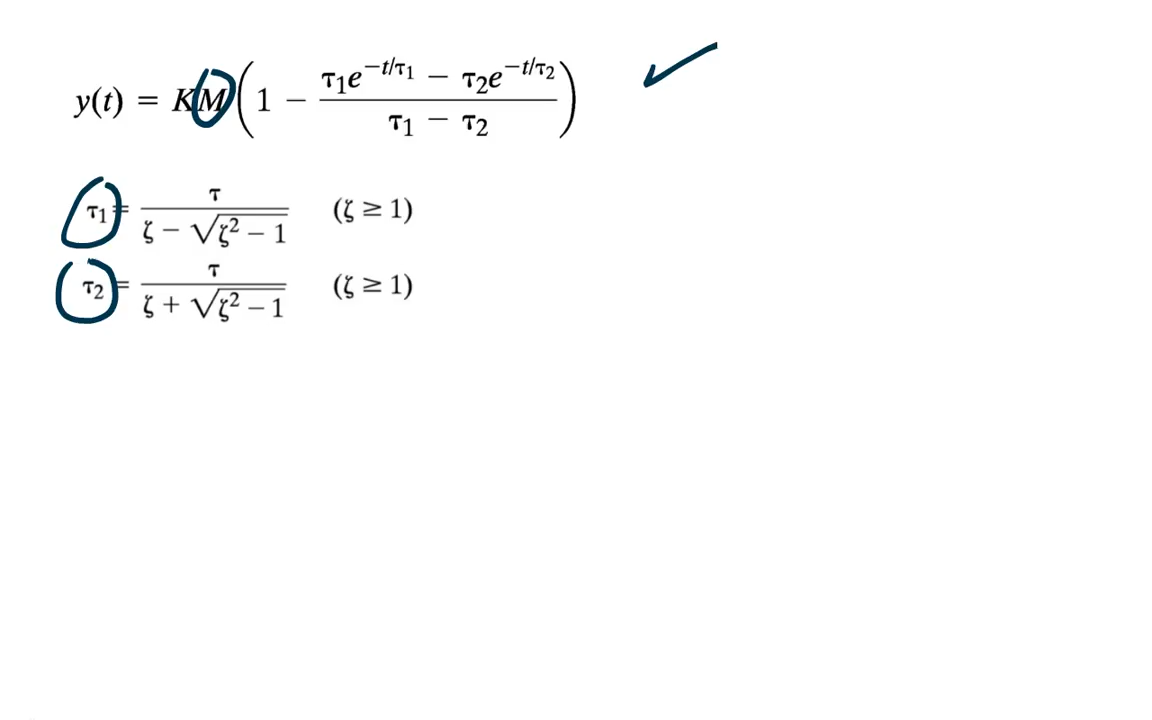 y(t) = KM(1 − (τ₁e^(−t/τ₁) − τ₂e^(−t/τ₂)) / (τ₁ − τ₂))
τ₁ = τ / (ζ − √(ζ² − 1)) (ζ ≥ 1)
τ₂ = τ / (ζ + √(ζ² − 1)) (ζ ≥ 1)